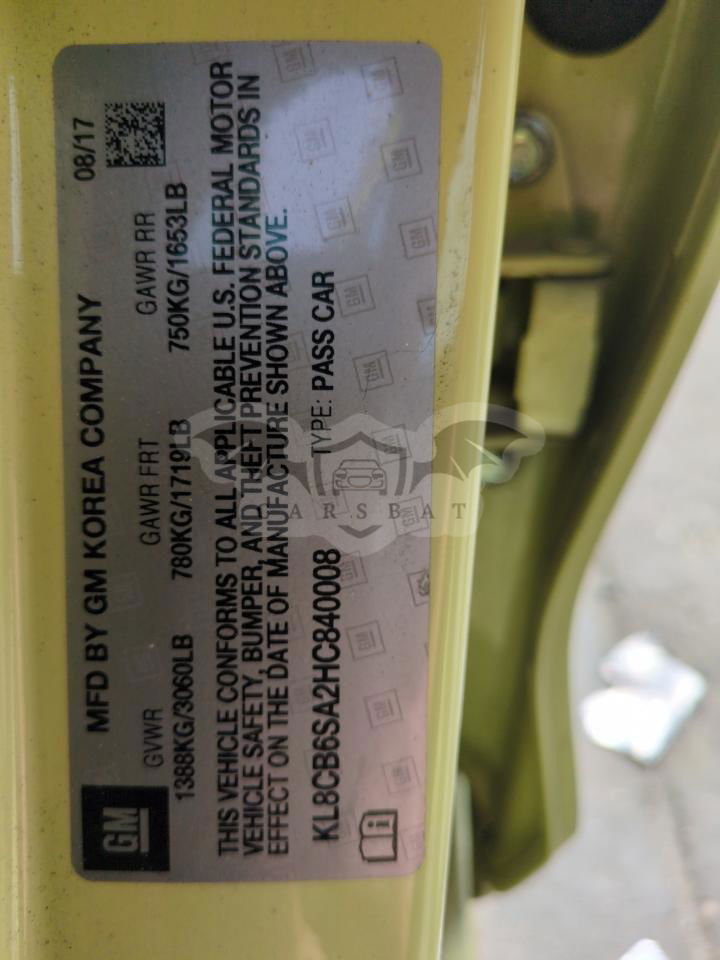 MFD BY GM KOREA COMPANY 08/17
GVWR GAWR FRT GAWR RR
1388KG/3060LB 780KG/1719LB 750KG/1653LB
THIS VEHICLE CONFORMS TO ALL APPLICABLE U.S. FEDERAL MOTOR
VEHICLE SAFETY, BUMPER, AND THEFT PREVENTION STANDARDS IN
EFFECT ON THE DATE OF MANUFACTURE SHOWN ABOVE.
KL8CB6SA2HC840008 TYPE: PASS CAR
GM
CARSBAT